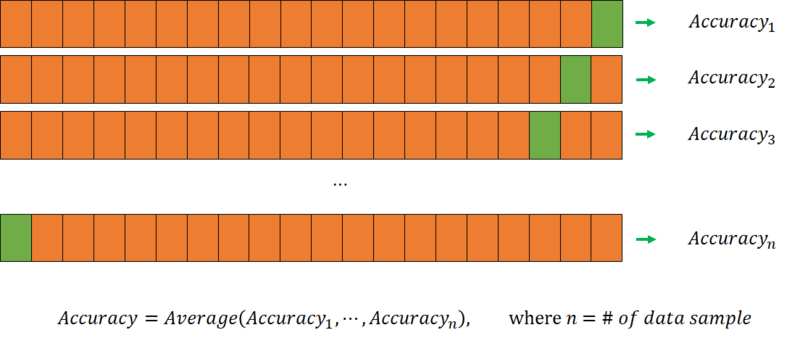 Accuracy₁
Accuracy₂
Accuracy₃
...
Accuracyₙ
Accuracy = Average(Accuracy₁,⋯,Accuracyₙ), where n = # of data sample